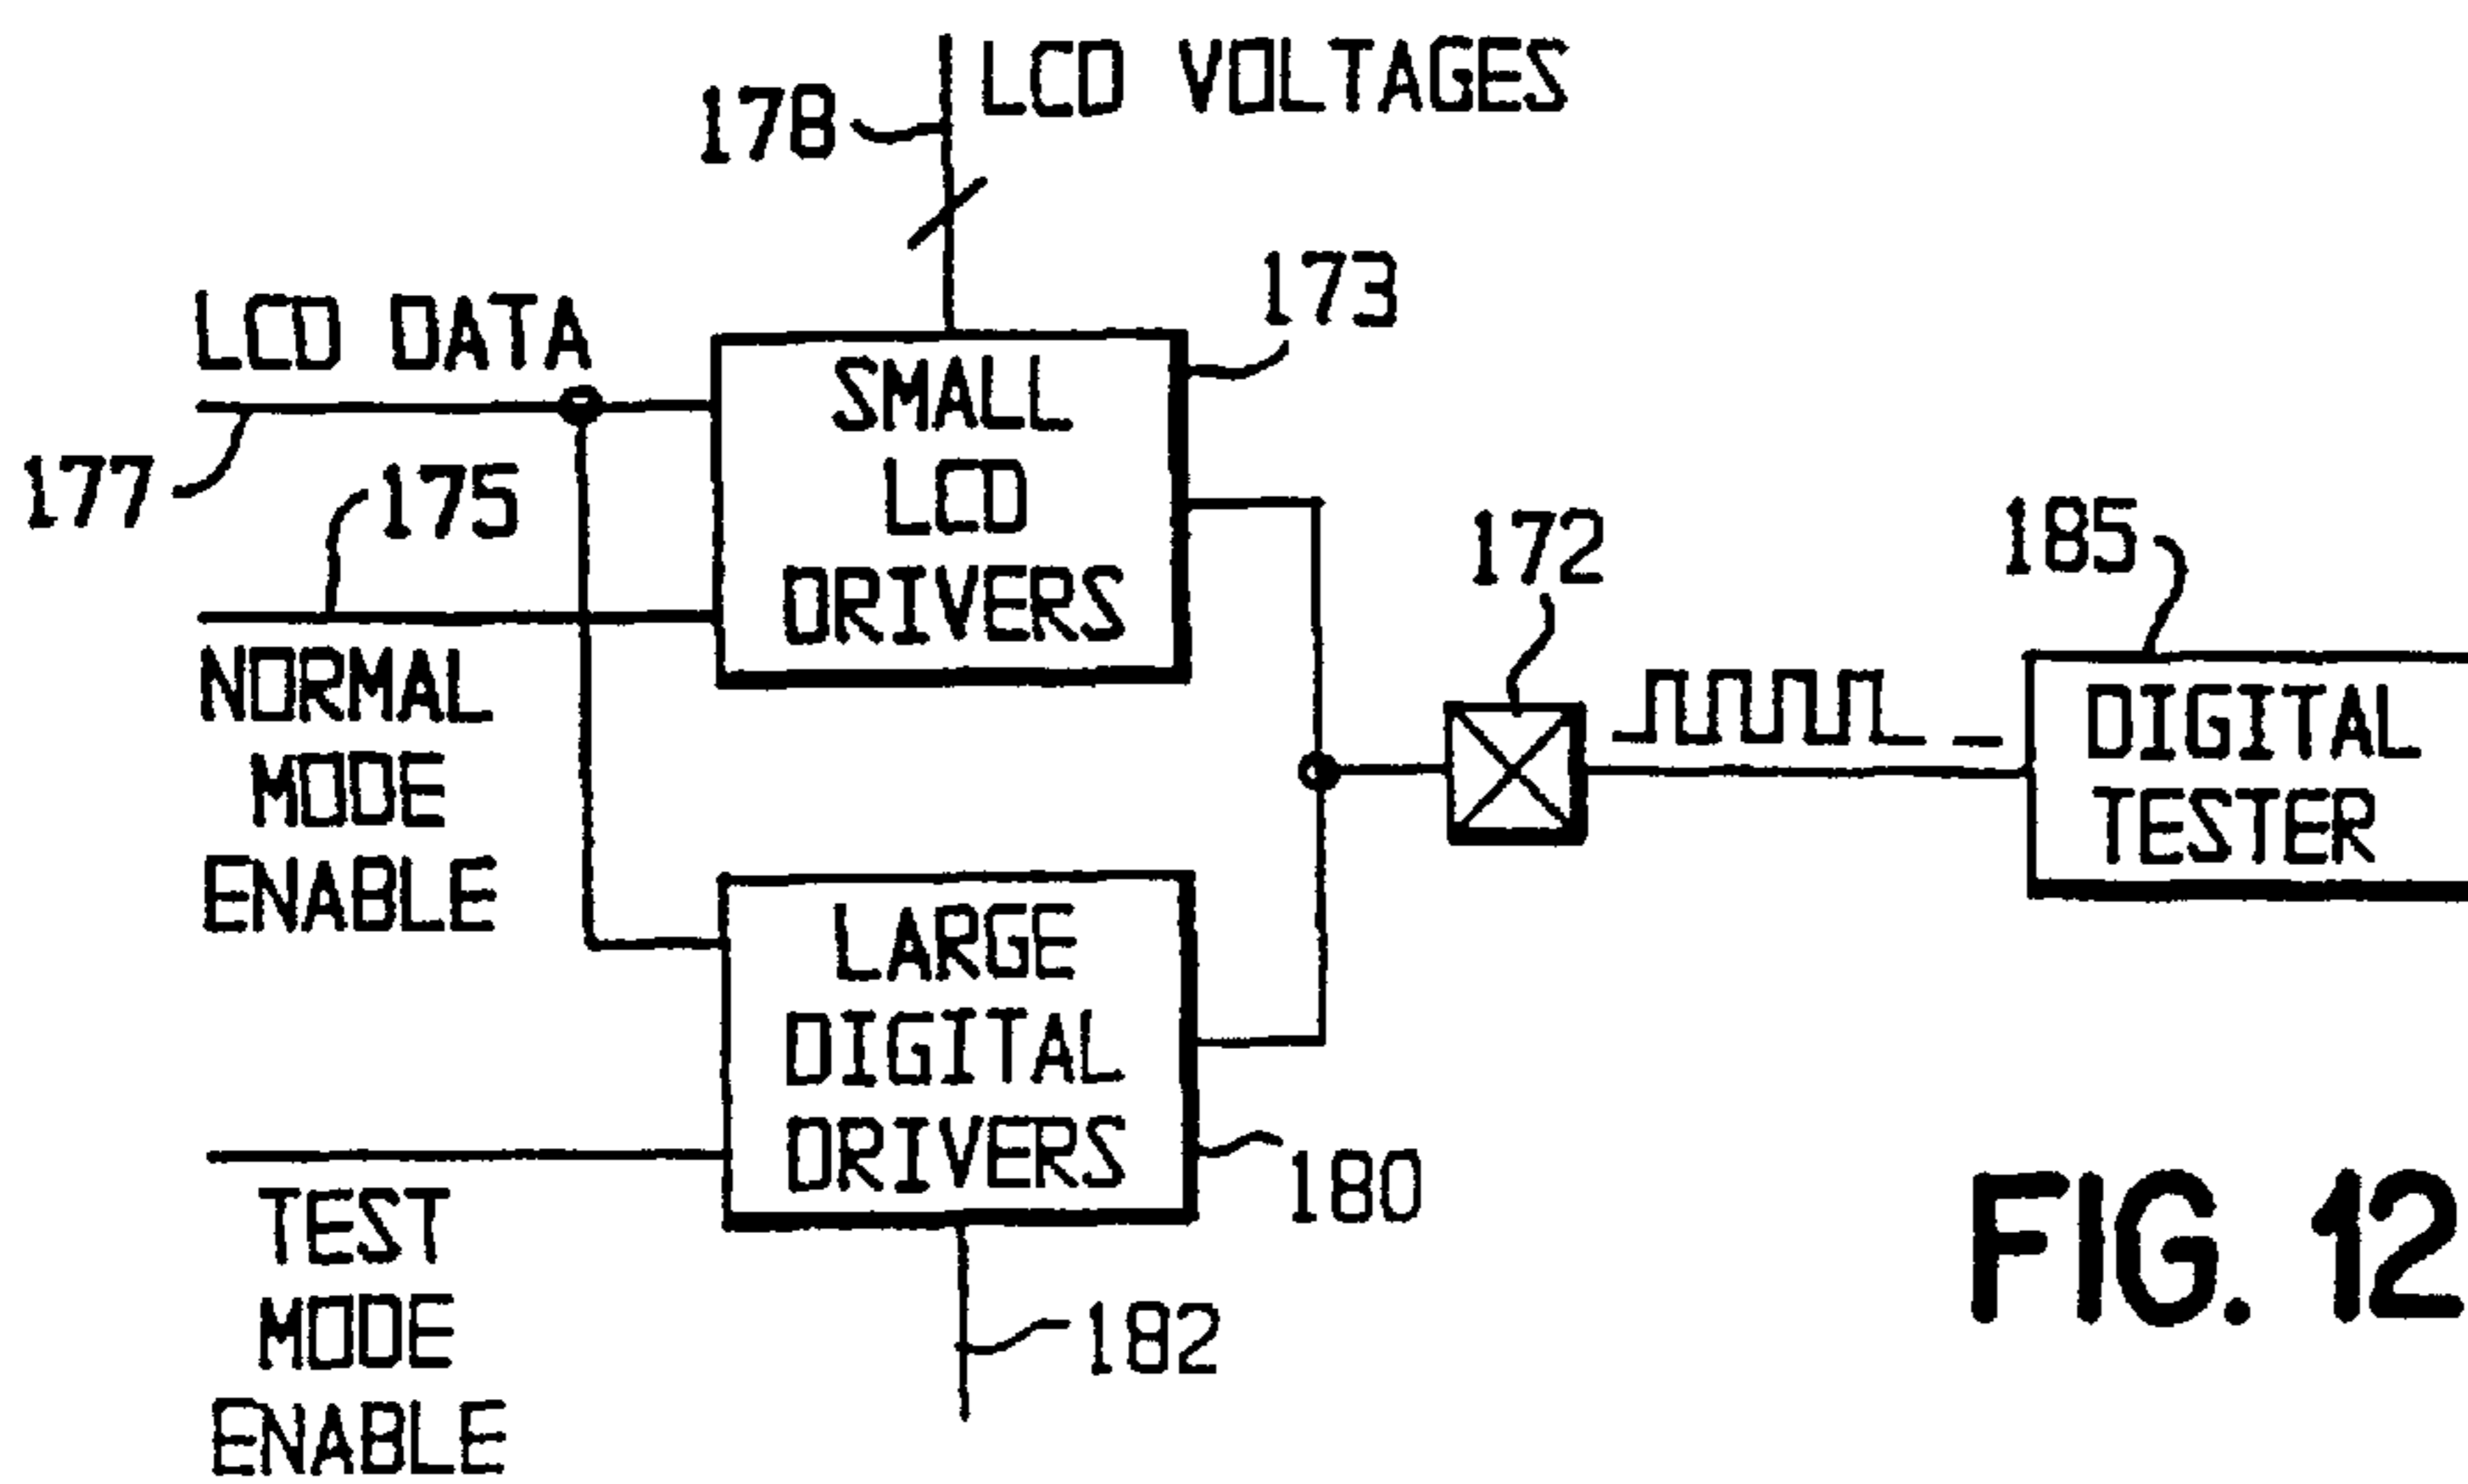 LCD VOLTAGES
178
173
LCD DATA
SMALL
LCD
DRIVERS
177
175
172
185
NORMAL
MODE
ENABLE
DIGITAL
TESTER
LARGE
DIGITAL
DRIVERS
180
TEST
MODE
ENABLE
182
FIG. 12